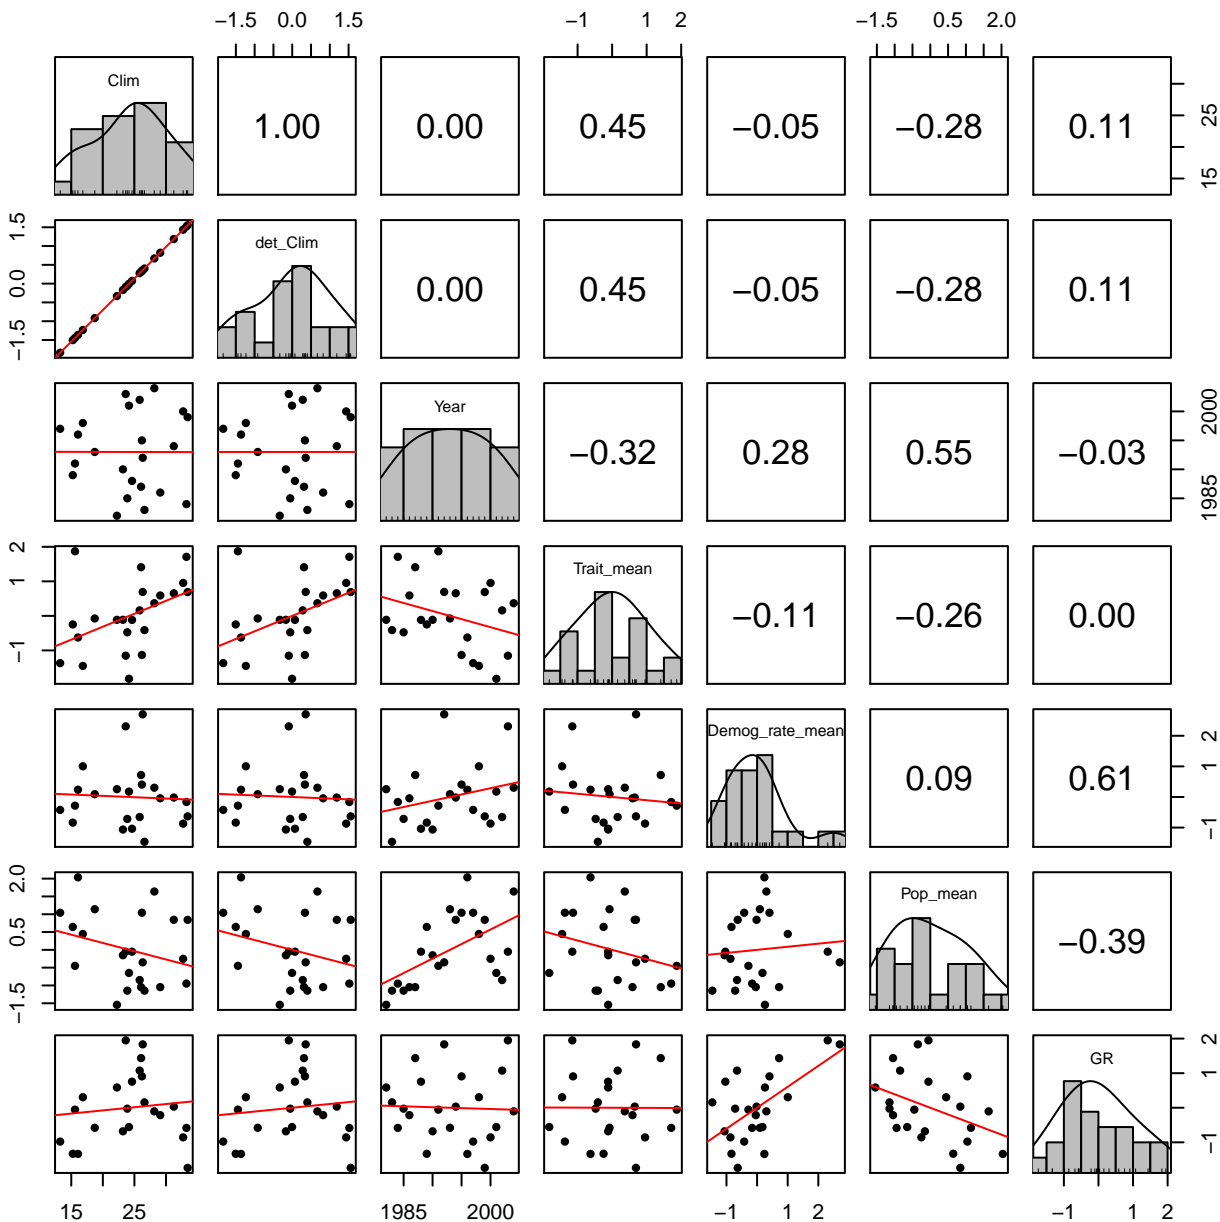 −1.5 0.0 1.5 −1 1 2 −1.5 0.5 2.0
Clim 1.00 0.00 0.45 −0.05 −0.28 0.11 15 25
−1.5 0.0 1.5 det_Clim 0.00 0.45 −0.05 −0.28 0.11
Year −0.32 0.28 0.55 −0.03 1985 2000
−1 1 2 Trait_mean −0.11 −0.26 0.00
Demog_rate_mean 0.09 0.61 −1 1 2
−1.5 0.5 2.0 Pop_mean −0.39
GR −1 1 2
15 25 1985 2000 −1 1 2 −1 1 2